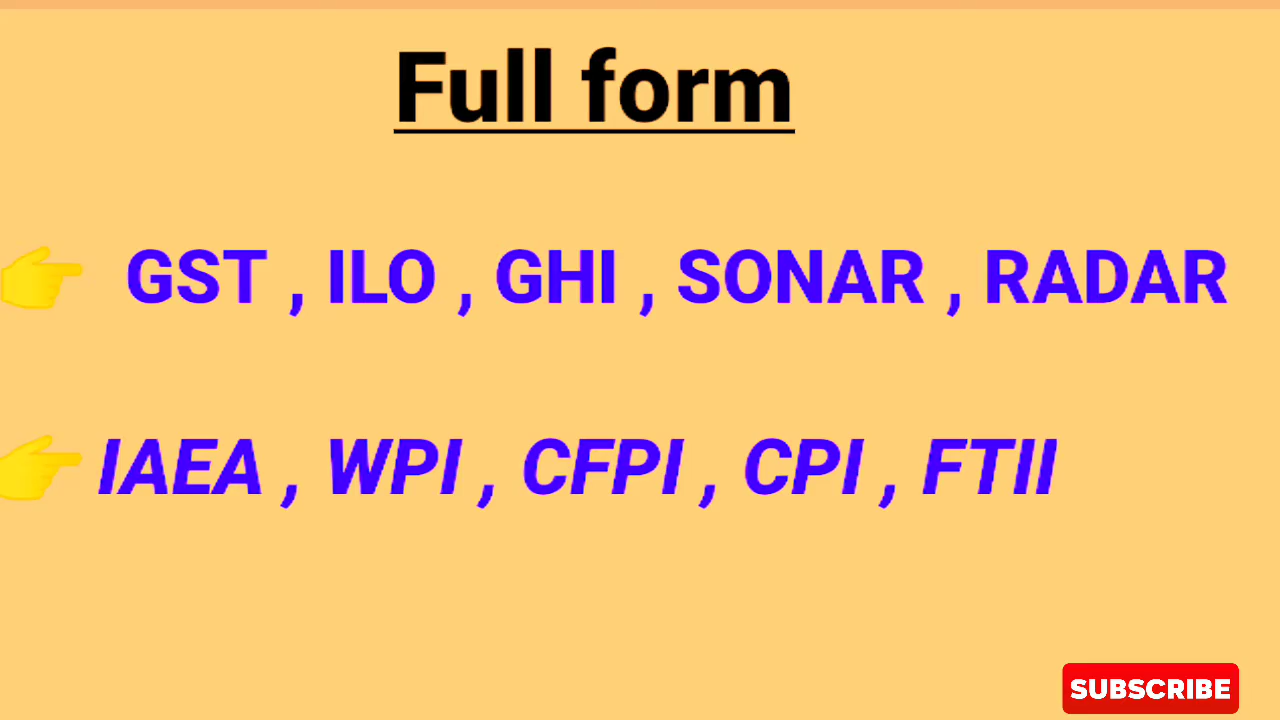 Full form
👉 GST , ILO , GHI , SONAR , RADAR
👉 IAEA , WPI , CFPI , CPI , FTII
SUBSCRIBE